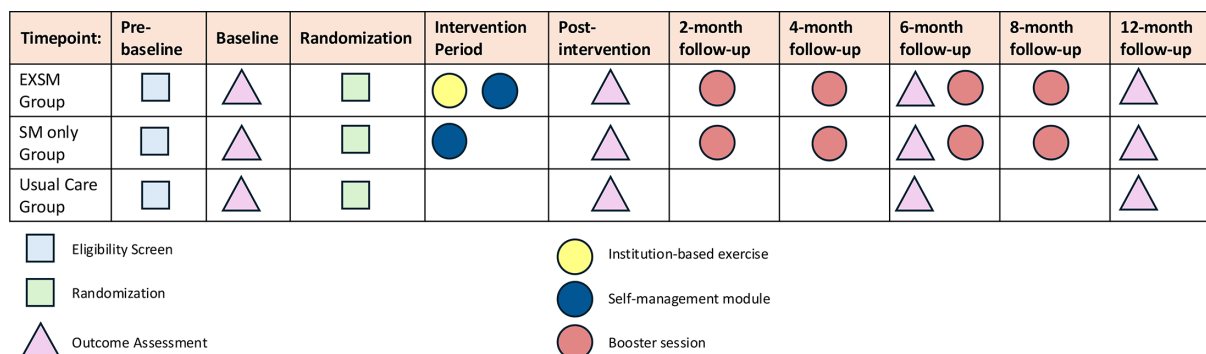 Timepoint:
Pre-
baseline
Baseline
Randomization
Intervention
Period
Post-
intervention
2-month
follow-up
4-month
follow-up
6-month
follow-up
8-month
follow-up
12-month
follow-up
EXSM
Group
SM only
Group
Usual Care
Group
Eligibility Screen
Randomization
Outcome Assessment
Institution-based exercise
Self-management module
Booster session